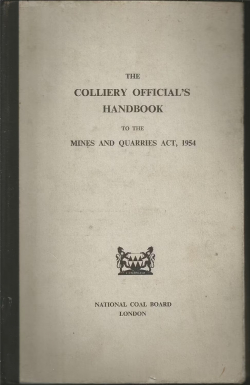 THE
COLLIERY OFFICIAL'S
HANDBOOK
TO THE
MINES AND QUARRIES ACT, 1954
NATIONAL COAL BOARD
LONDON